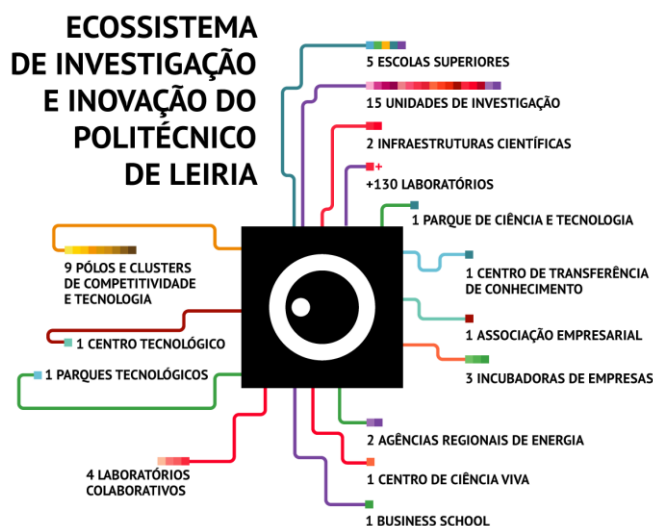 ECOSSISTEMA
DE INVESTIGAÇÃO
E INOVAÇÃO DO
POLITÉCNICO
DE LEIRIA
5 ESCOLAS SUPERIORES
15 UNIDADES DE INVESTIGAÇÃO
2 INFRAESTRUTURAS CIENTÍFICAS
+
+130 LABORATÓRIOS
1 PARQUE DE CIÊNCIA E TECNOLOGIA
1 CENTRO DE TRANSFERÊNCIA
DE CONHECIMENTO
1 ASSOCIAÇÃO EMPRESARIAL
3 INCUBADORAS DE EMPRESAS
9 PÓLOS E CLUSTERS
DE COMPETITIVIDADE
E TECNOLOGIA
1 CENTRO TECNOLÓGICO
1 PARQUES TECNOLÓGICOS
4 LABORATÓRIOS
COLABORATIVOS
2 AGÊNCIAS REGIONAIS DE ENERGIA
1 CENTRO DE CIÊNCIA VIVA
1 BUSINESS SCHOOL